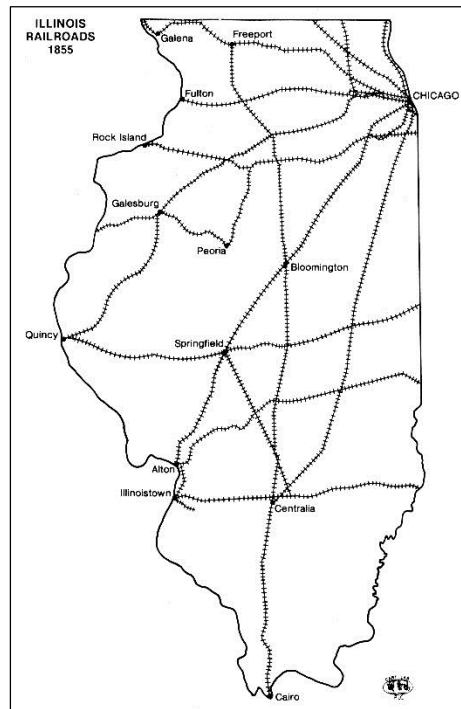 ILLINOIS
RAILROADS
1855
Galena
Freeport
Fulton
CHICAGO
Rock Island
Galesburg
Peoria
Bloomington
Quincy
Springfield
Alton
Illinoistown
Centralia
Cairo